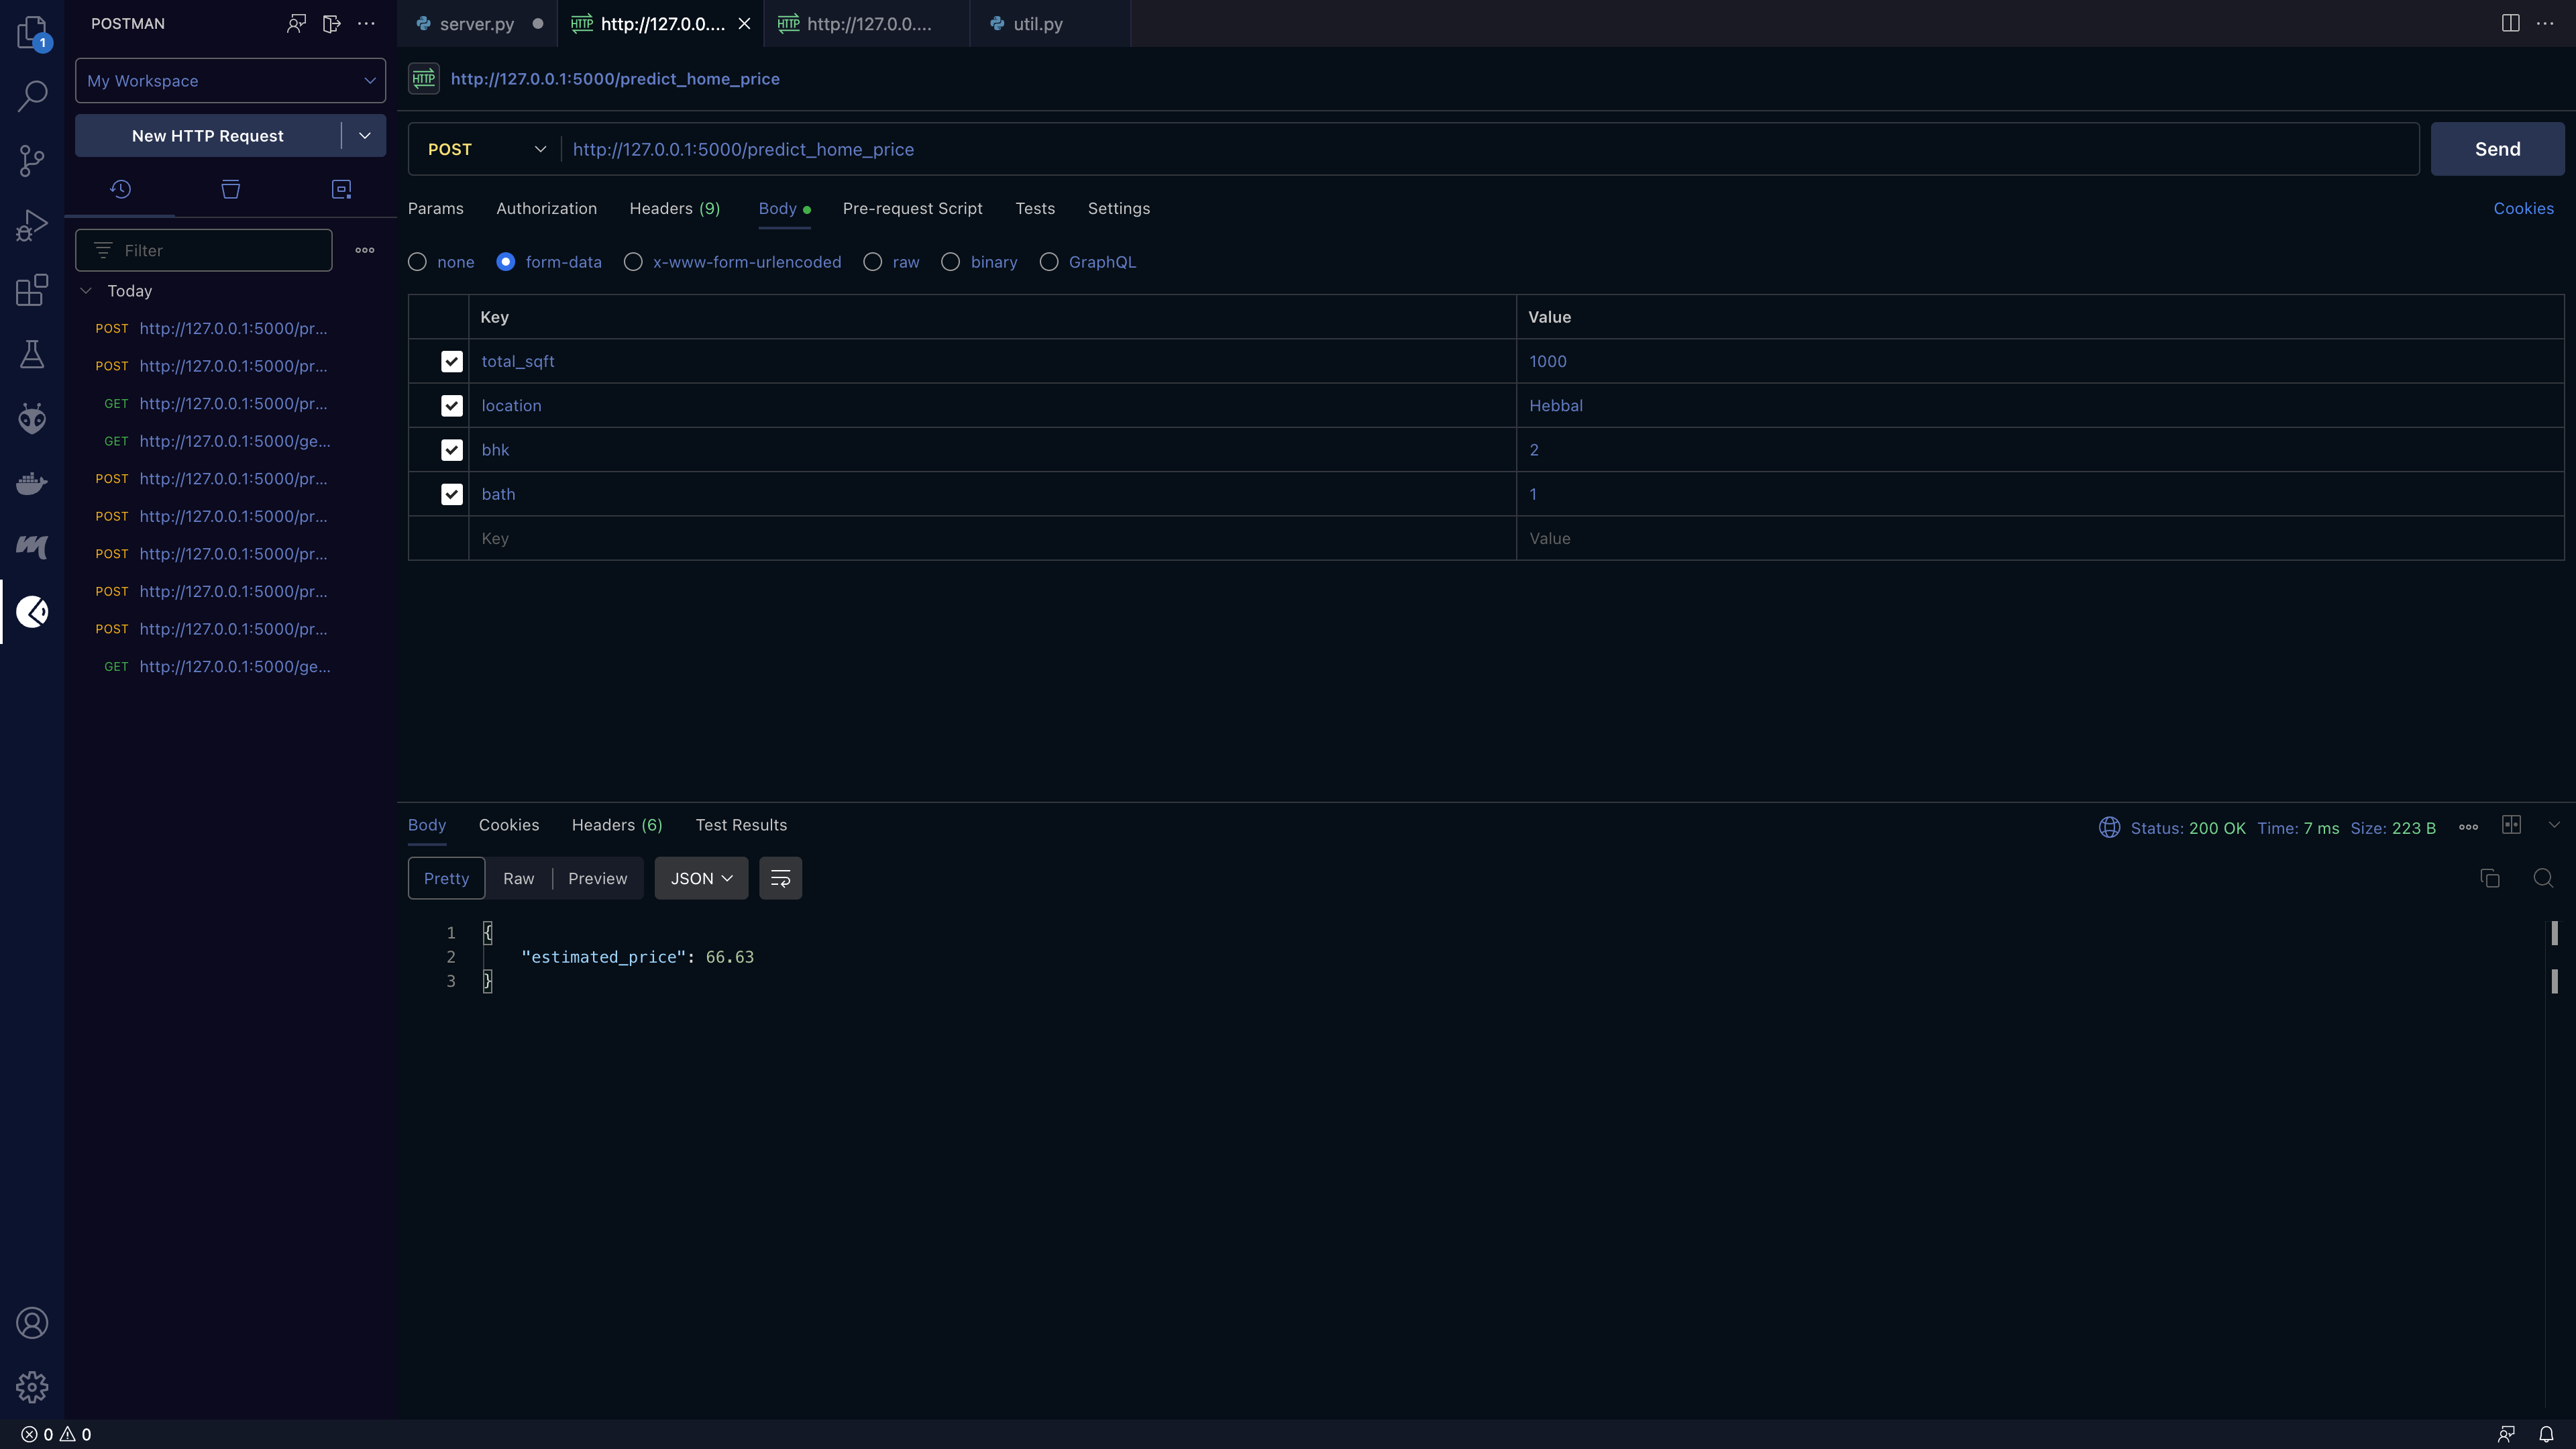 1
POSTMAN
My Workspace
New HTTP Request
Filter
Today
POST http://127.0.0.1:5000/pr...
POST http://127.0.0.1:5000/pr...
GET http://127.0.0.1:5000/pr...
GET http://127.0.0.1:5000/ge...
POST http://127.0.0.1:5000/pr...
POST http://127.0.0.1:5000/pr...
POST http://127.0.0.1:5000/pr...
POST http://127.0.0.1:5000/pr...
POST http://127.0.0.1:5000/pr...
GET http://127.0.0.1:5000/ge...
server.py HTTP http://127.0.0.... HTTP http://127.0.0.... util.py
HTTP http://127.0.0.1:5000/predict_home_price
POST http://127.0.0.1:5000/predict_home_price Send
Params Authorization Headers (9) Body Pre-request Script Tests Settings Cookies
none form-data x-www-form-urlencoded raw binary GraphQL
Key Value
total_sqft 1000
location Hebbal
bhk 2
bath 1
Key Value
Body Cookies Headers (6) Test Results Status: 200 OK Time: 7 ms Size: 223 B
Pretty Raw Preview JSON
1 {
2 "estimated_price": 66.63
3 }
0 0